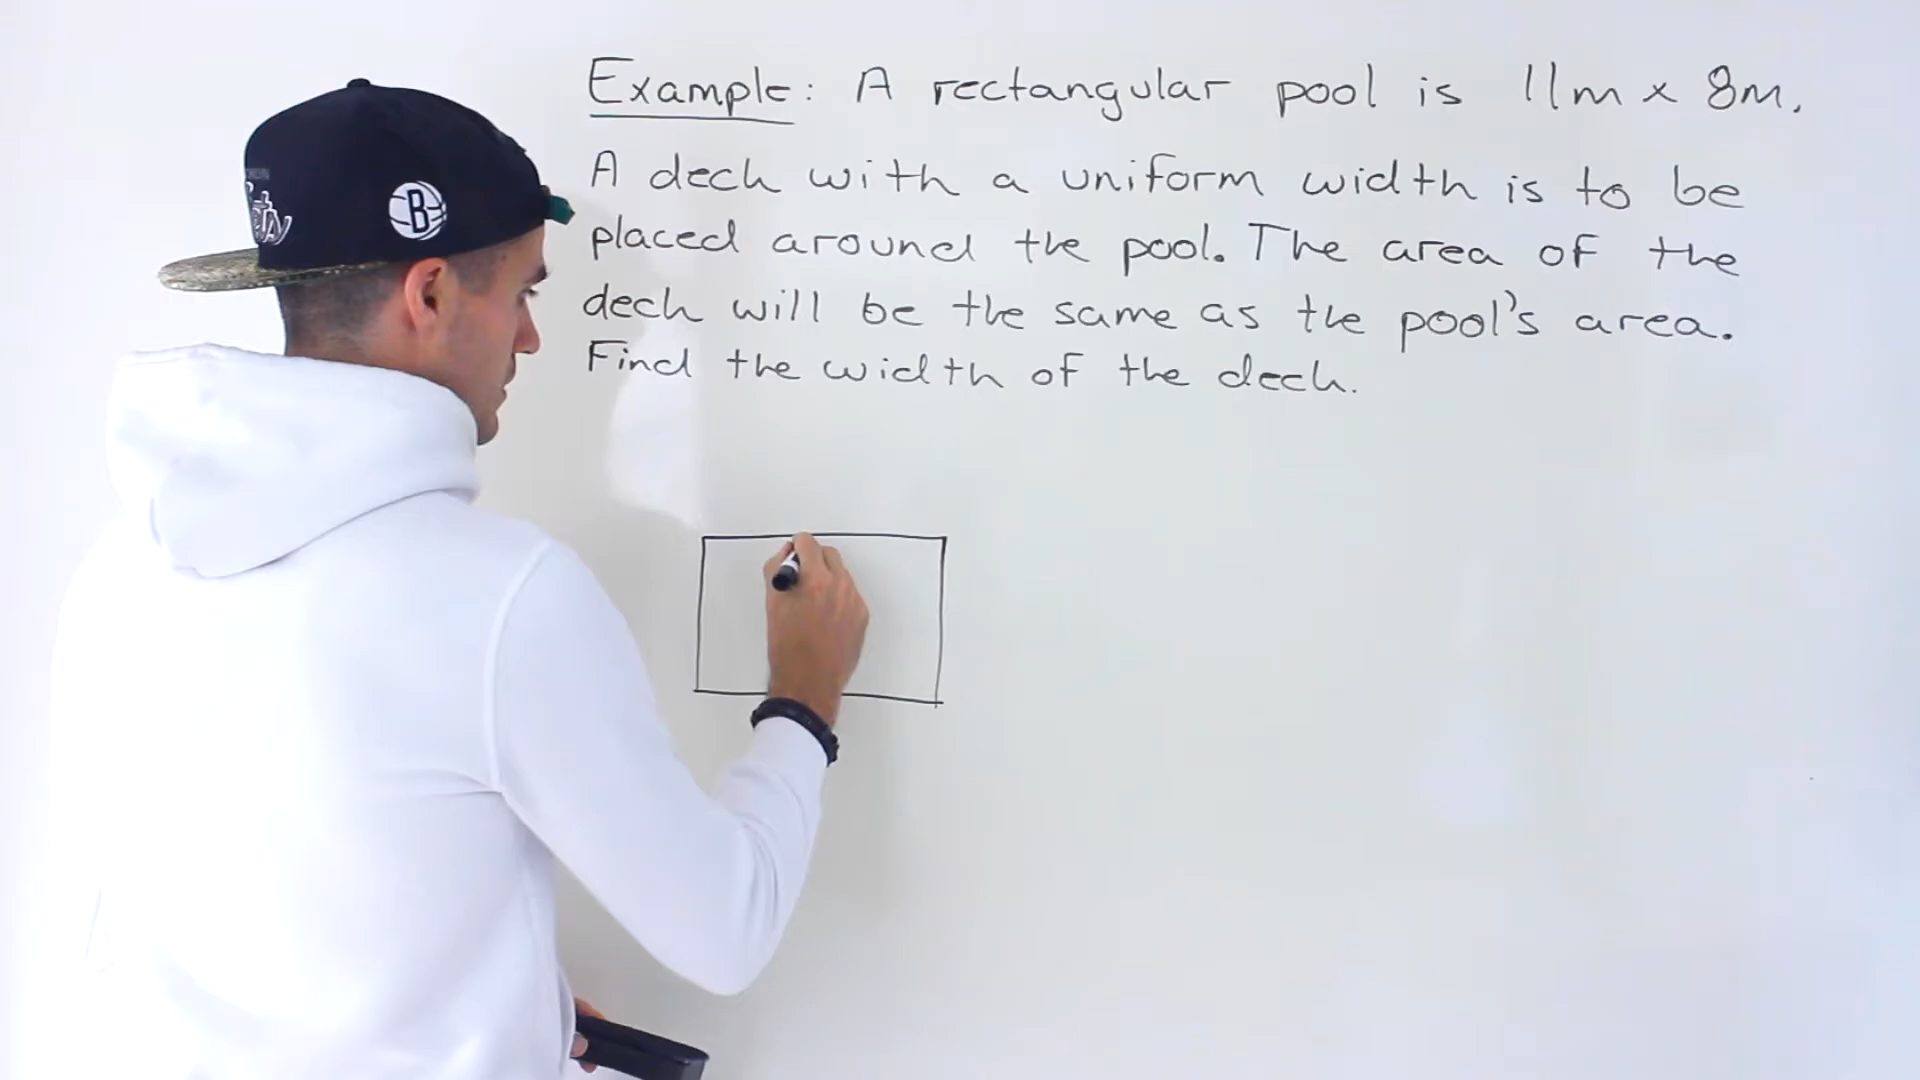 Example: A rectangular pool is 11m x 8m.
A deck with a uniform width is to be
placed around the pool. The area of the
deck will be the same as the pool's area.
Find the width of the deck.
B